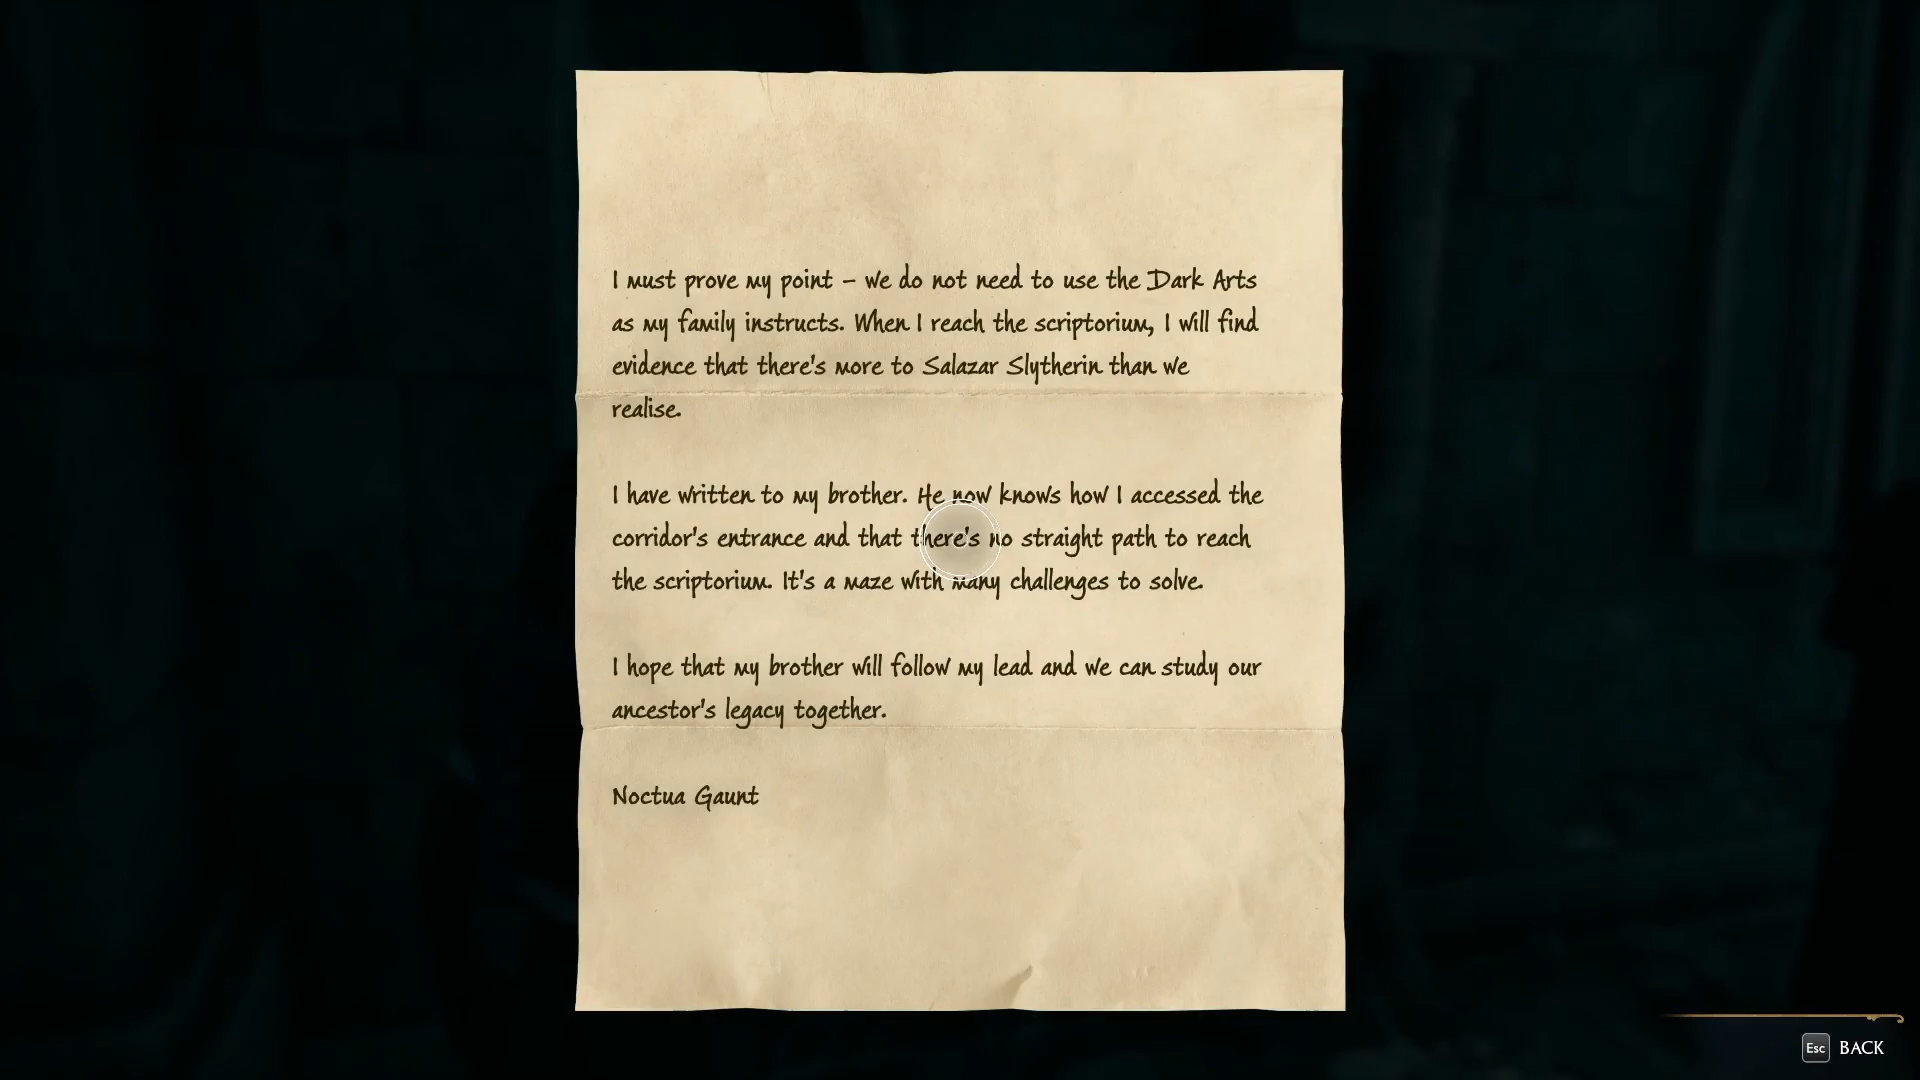 I must prove my point – we do not need to use the Dark Arts
as my family instructs. When I reach the scriptorium, I will find
evidence that there's more to Salazar Slytherin than we
realise.
I have written to my brother. He now knows how I accessed the
corridor's entrance and that there's no straight path to reach
the scriptorium. It's a maze with many challenges to solve.
I hope that my brother will follow my lead and we can study our
ancestor's legacy together.
Noctua Gaunt
Esc BACK